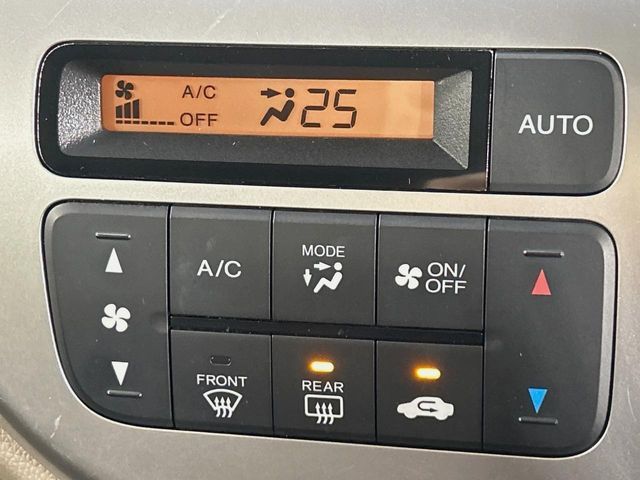 A/C
OFF
25
AUTO
A/C
MODE
ON/
OFF
FRONT
REAR